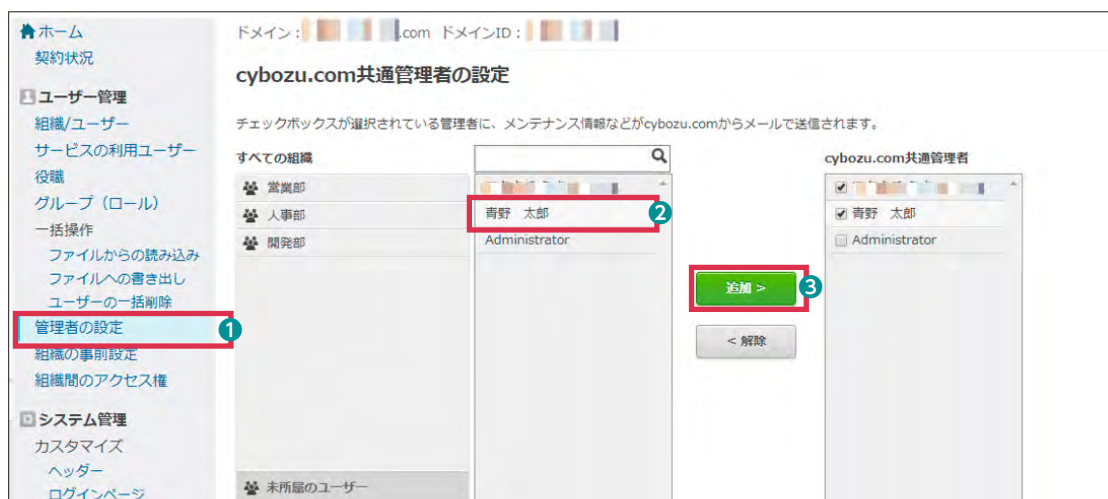 ホーム
契約状況
ユーザー管理
組織/ユーザー
サービスの利用ユーザー
役職
グループ（ロール）
一括操作
ファイルからの読み込み
ファイルへの書き出し
ユーザーの一括削除
管理者の設定
1
組織の事前設定
組織間のアクセス権
システム管理
カスタマイズ
ヘッダー
ログインページ
ドメイン：.com ドメインID：
cybozu.com共通管理者の設定
チェックボックスが選択されている管理者に、メンテナンス情報などがcybozu.comからメールで送信されます。
すべての組織
営業部
人事部
開発部
未所属のユーザー
青野　太郎
2
Administrator
追加 >
3
< 解除
cybozu.com共通管理者
青野　太郎
Administrator